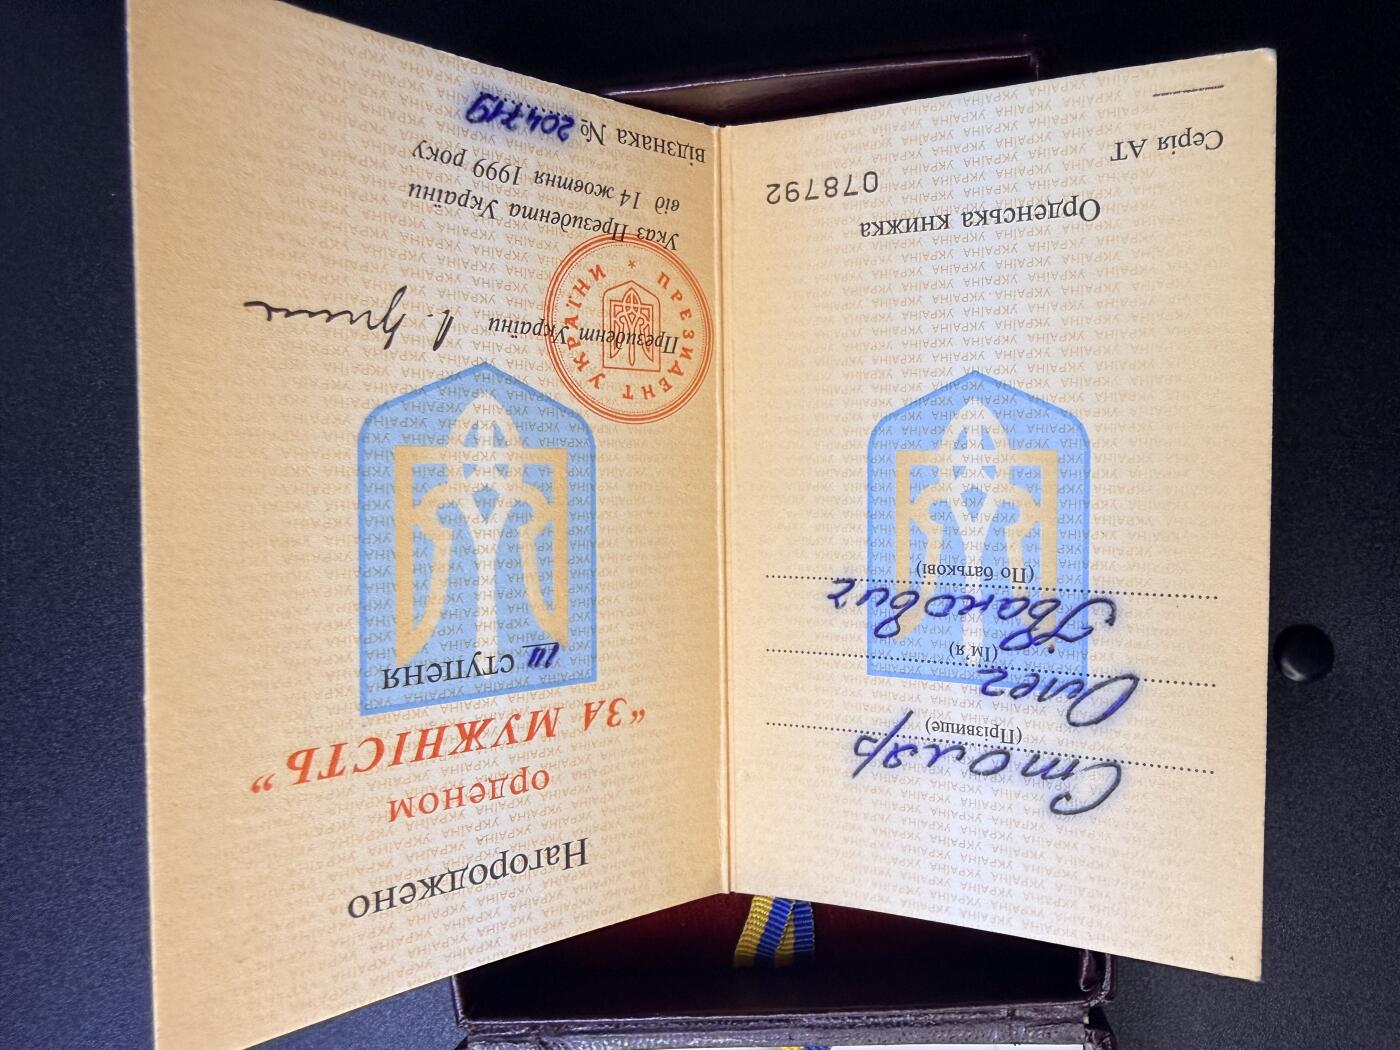 Серія АТ
078792
Орденська книжка
Столяр
(Прізвище)
Олег
(Ім'я)
Іванович
(По батькові)
Нагороджено
орденом
"ЗА МУЖНІСТЬ"
III ступеня
Президент України
ПРЕЗИДЕНТ УКРАЇНИ
Указ Президента України
від 14 жовтня 1999 року
відзнака № 204719